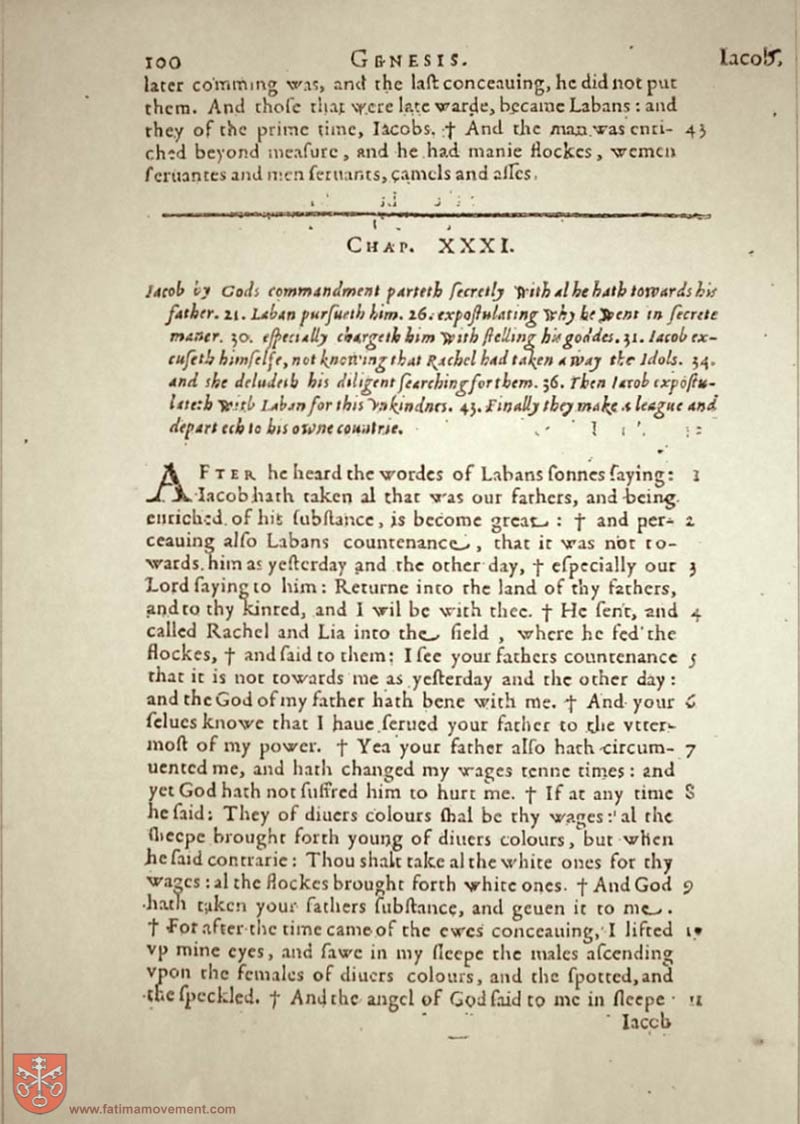 100 GENESIS. Iacob,
later comming was, and the laſt conceauing, he did not put
them. And thoſe that were late warde, became Labans: and
they of the prime time, Iacobs. † And the man was enri- 43
ched beyond meaſure, and he had manie flockes, wemen
ſeruantes and men ſeruants, camels and aſſes.
CHAP. XXXI.
Iacob by Gods commandment parteth ſecretly with al he hath towards his
father. 21. Laban purſueth him. 26. expoſtulating why he went in ſecrete
maner. 30. eſpecially chargeth him with ſtelling his goddes. 31. Iacob ex-
cuſeth himſelfe, not knowing that Rachel had taken a way the Idols. 34.
and she deludeth his diligent ſearching for them. 36. Then Iacob expoſtu-
lateth with Laban for this vnkindnes. 43. Finally they make a league and
depart ech to his owne countrie.
AFTER he heard the wordes of Labans ſonnes ſaying: 1
Iacob hath taken al that was our fathers, and being
enriched of his ſubſtance, is become great: † and per- 2
ceauing alſo Labans countenance, that it was not to-
wards him as yeſterday and the other day, † eſpecially our 3
Lord ſaying to him: Returne into the land of thy fathers,
and to thy kinred, and I wil be with thee. † He ſent, and 4
called Rachel and Lia into the field, where he fed the
flockes, † and ſaid to them: I ſee your fathers countenance 5
that it is not towards me as yeſterday and the other day:
and the God of my father hath bene with me. † And your 6
ſelues knowe that I haue ſerued your father to the vtter-
moſt of my power. † Yea your father alſo hath circum- 7
uented me, and hath changed my wages tenne times: and
yet God hath not ſuffred him to hurt me. † If at any time 8
he ſaid: They of diuers colours ſhal be thy wages: al the
ſheepe brought forth young of diuers colours, but when
he ſaid contrarie: Thou shalt take al the white ones for thy
wages: al the flockes brought forth white ones. † And God 9
hath taken your fathers ſubſtance, and geuen it to me.
† For after the time came of the ewes conceauing, I lifted 10
vp mine eyes, and ſawe in my ſleepe the males aſcending
vpon the females of diuers colours, and the ſpotted, and
the ſpeckled. † And the angel of God ſaid to me in ſleepe 11
Iacob
www.fatimamovement.com